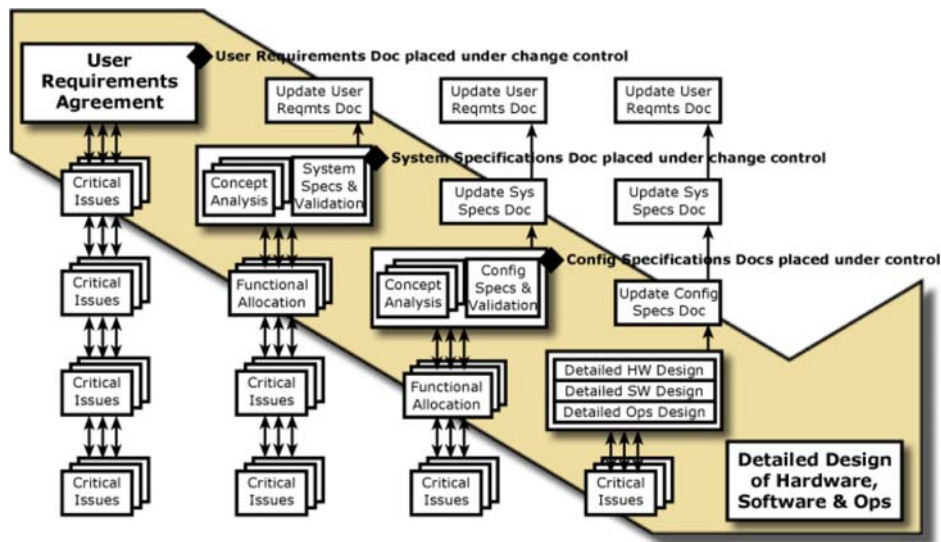 User
Requirements
Agreement
User Requirements Doc placed under change control
Update User
Reqmts Doc
Update User
Reqmts Doc
Update User
Reqmts Doc
Critical
Issues
Concept
Analysis
System
Specs &
Validation
System Specifications Doc placed under change control
Update Sys
Specs Doc
Update Sys
Specs Doc
Critical
Issues
Functional
Allocation
Concept
Analysis
Config
Specs &
Validation
Config Specifications Docs placed under control
Update Config
Specs Doc
Critical
Issues
Critical
Issues
Functional
Allocation
Detailed HW Design
Detailed SW Design
Detailed Ops Design
Critical
Issues
Critical
Issues
Critical
Issues
Critical
Issues
Detailed Design
of Hardware,
Software & Ops